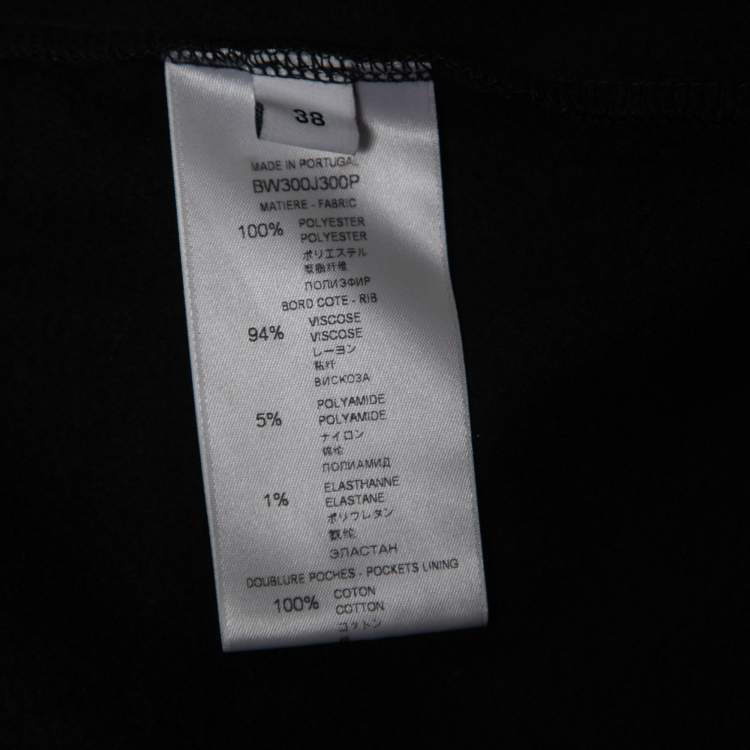 38
MADE IN PORTUGAL
BW300J300P
MATIERE - FABRIC
100% POLYESTER
POLYESTER
ポリエステル
聚脂纤维
ПОЛИЭФИР
BORD COTE - RIB
94% VISCOSE
VISCOSE
レーヨン
粘纤
ВИСКОЗА
5% POLYAMIDE
POLYAMIDE
ナイロン
锦纶
ПОЛИАМИД
1% ELASTHANNE
ELASTANE
ポリウレタン
氨纶
ЭЛАСТАН
DOUBLURE POCHES - POCKETS LINING
100% COTON
COTTON
コットン